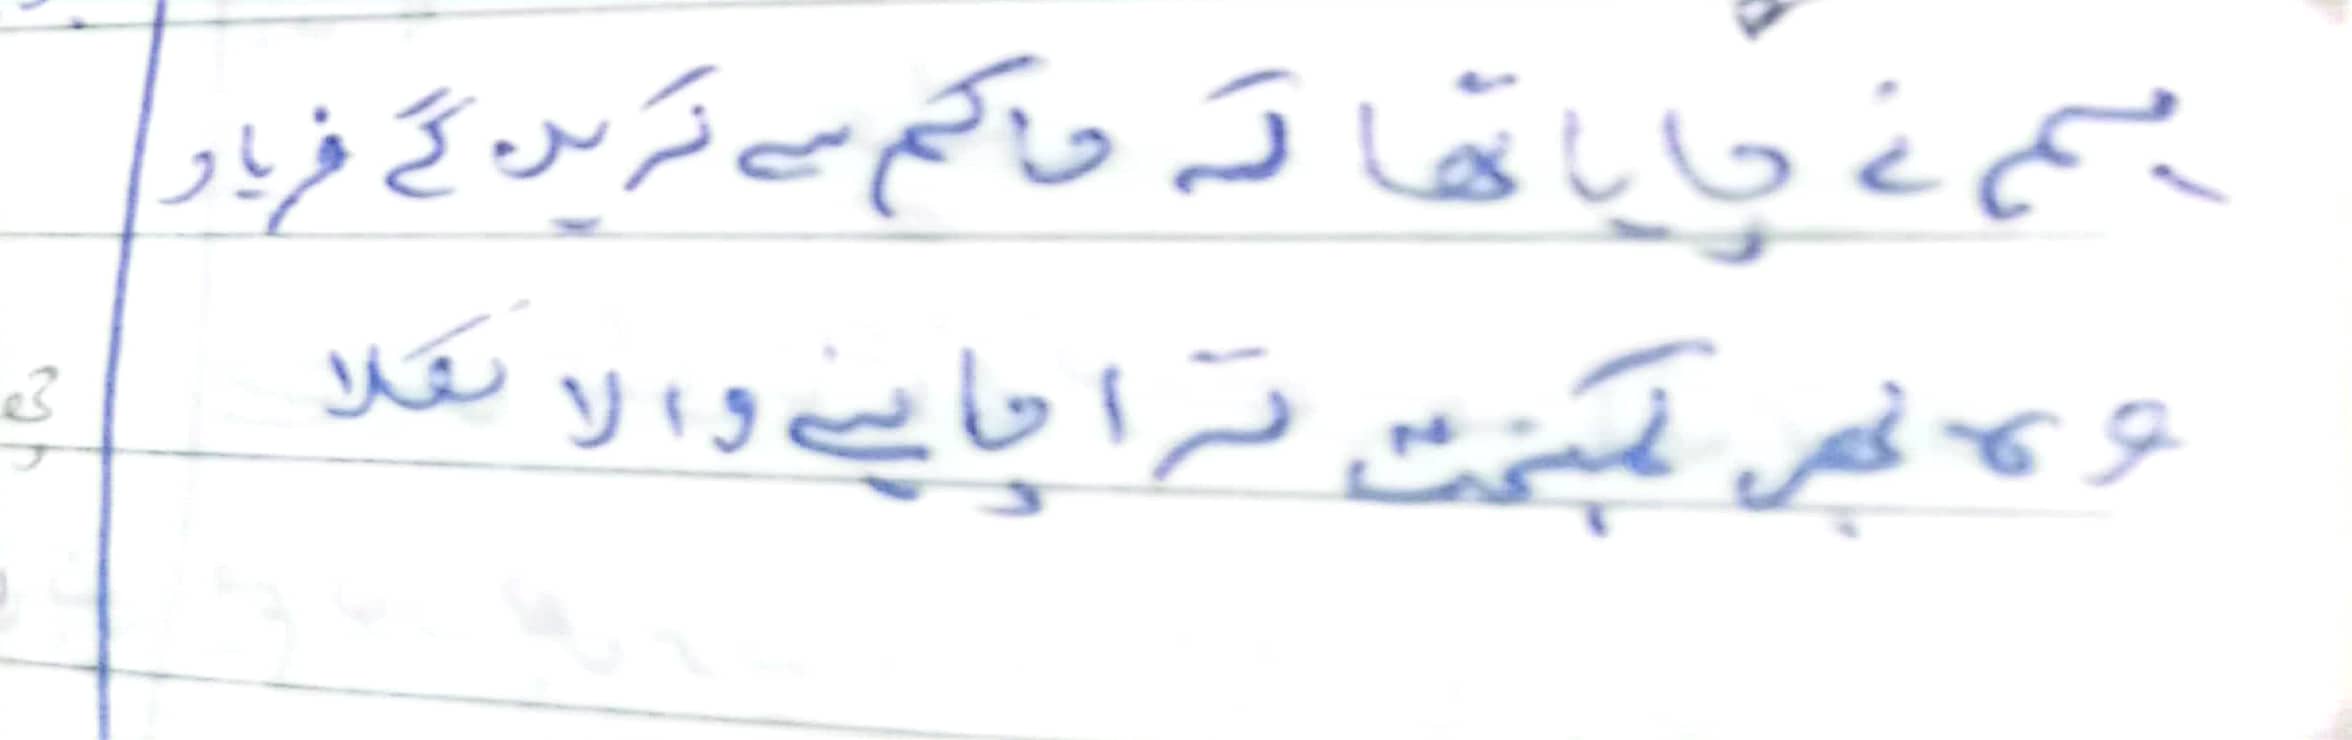 ہم نے چاہا تھا کہ حاکم سے کریں گے فریاد
وہ بھی کمبخت ترا چاہنے والا نکلا